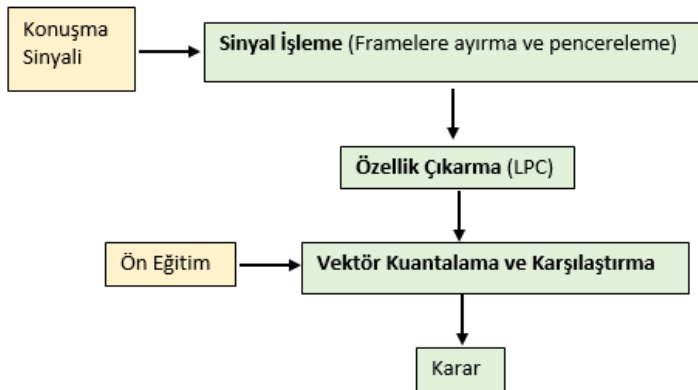 Konuşma
Sinyali
Sinyal İşleme (Framelere ayırma ve pencereleme)
Özellik Çıkarma (LPC)
Ön Eğitim
Vektör Kuantalama ve Karşılaştırma
Karar